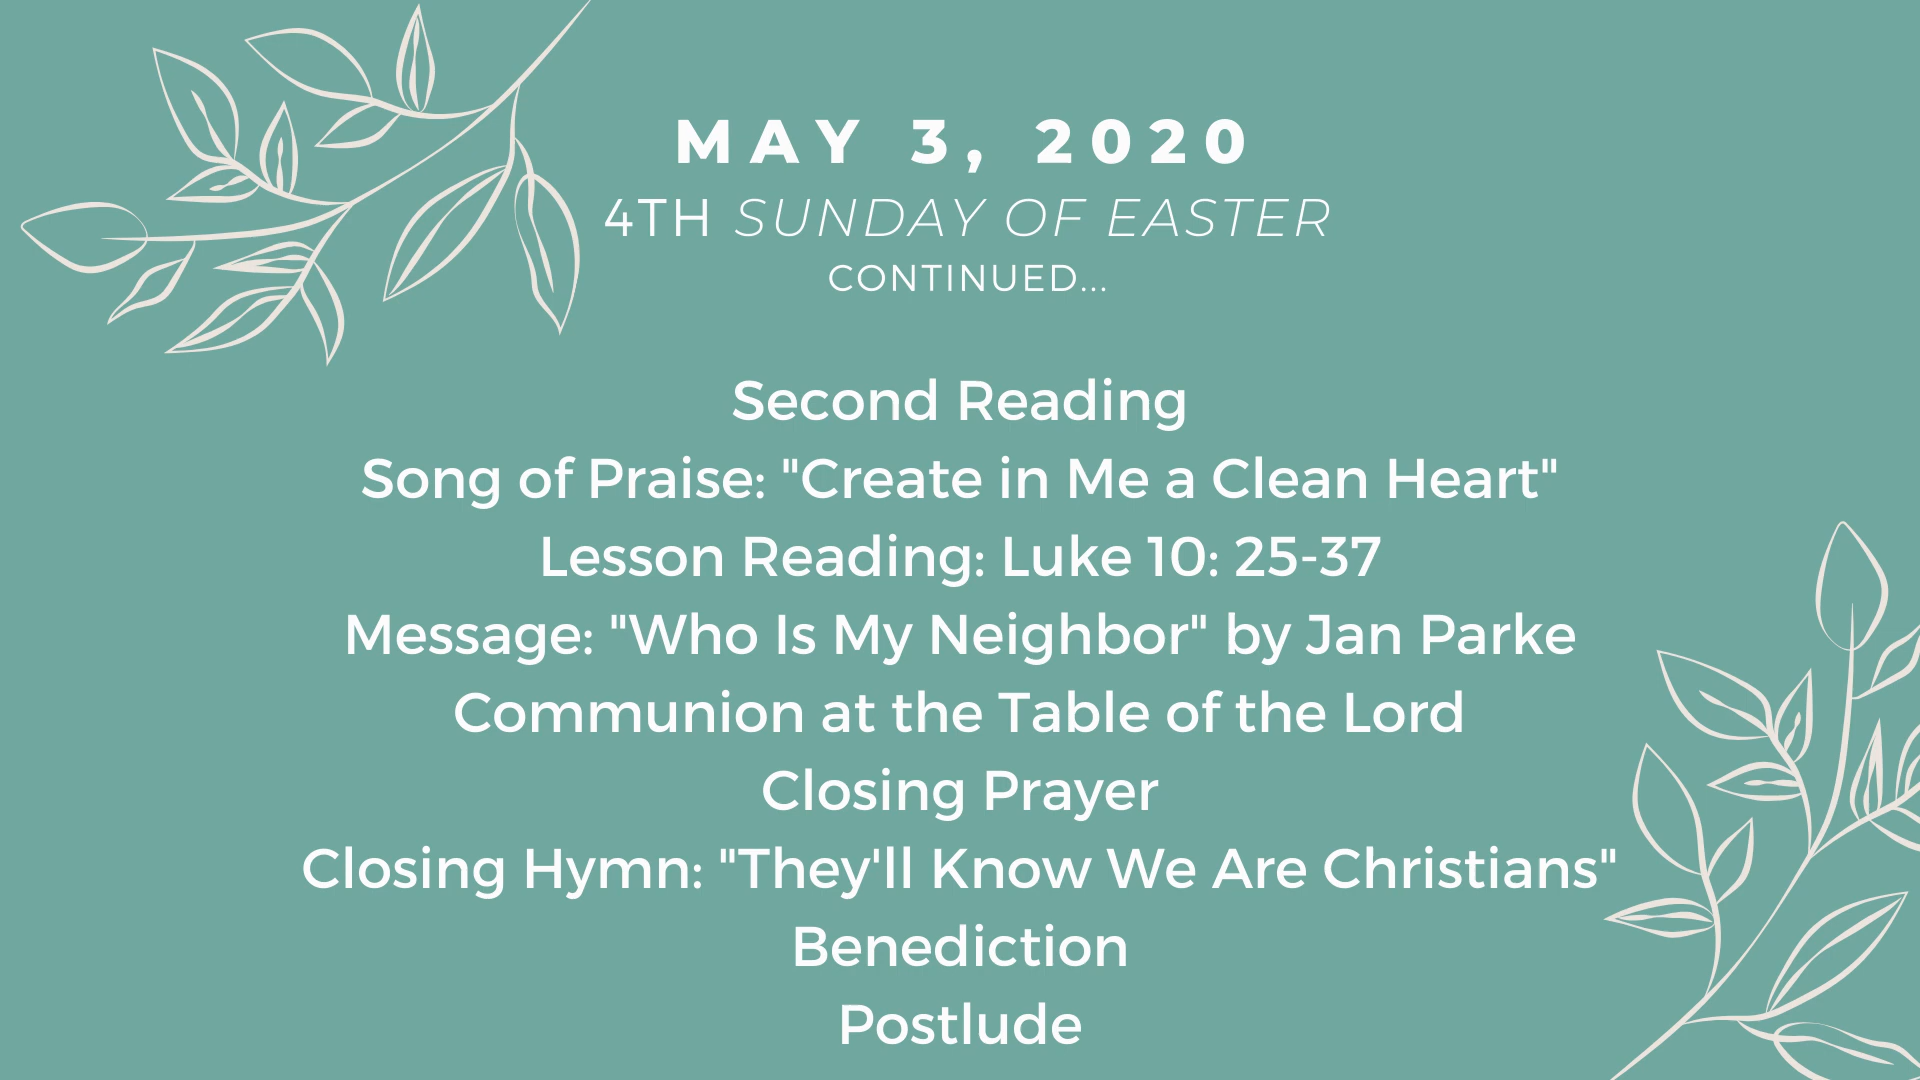 MAY 3, 2020
4TH SUNDAY OF EASTER
CONTINUED...
Second Reading
Song of Praise: "Create in Me a Clean Heart"
Lesson Reading: Luke 10: 25-37
Message: "Who Is My Neighbor" by Jan Parke
Communion at the Table of the Lord
Closing Prayer
Closing Hymn: "They'll Know We Are Christians"
Benediction
Postlude